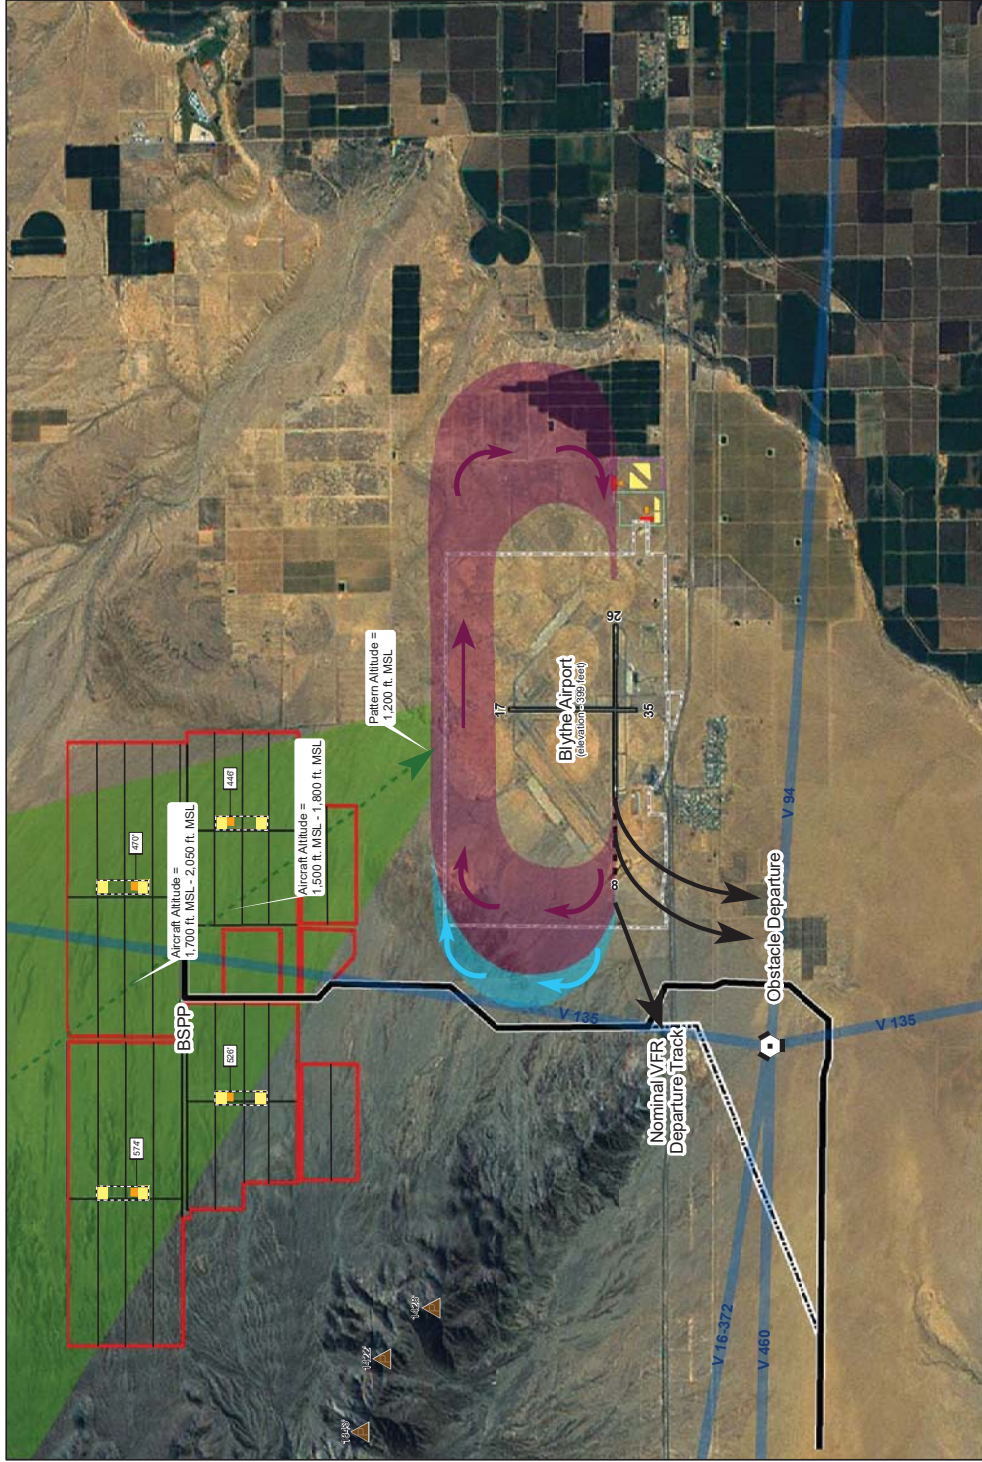 Pattern Altitude =
1,200 ft. MSL
470'
446'
Aircraft Altitude =
1,700 ft. MSL - 2,050 ft. MSL
Aircraft Altitude =
1,500 ft. MSL - 1,800 ft. MSL
BSPP
526'
574'
26
17
Blythe Airport
(elevation - 399 feet)
35
8
V 94
Obstacle Departure
V 135
V 135
Nominal VFR
Departure Track
V 16-372
V 460
1428'
1422'